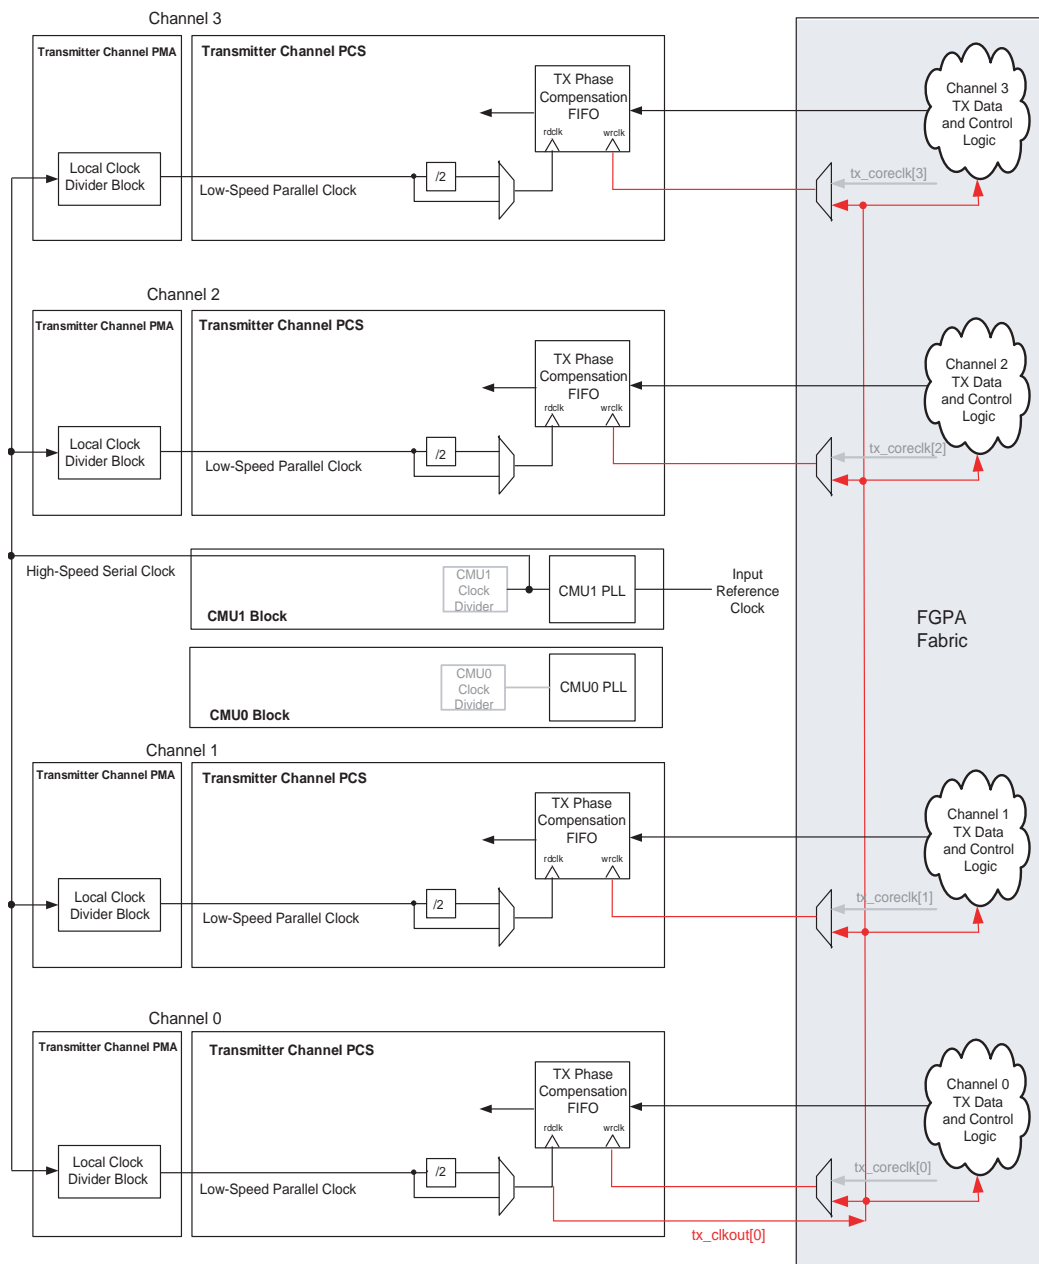 Channel 3
Transmitter Channel PMA
Transmitter Channel PCS
TX Phase
Compensation
FIFO
rdclk
wrclk
Local Clock
Divider Block
/2
Low-Speed Parallel Clock
Channel 3
TX Data
and Control
Logic
tx_coreclk[3]
Channel 2
Transmitter Channel PMA
Transmitter Channel PCS
TX Phase
Compensation
FIFO
rdclk
wrclk
Local Clock
Divider Block
/2
Low-Speed Parallel Clock
Channel 2
TX Data
and Control
Logic
tx_coreclk[2]
High-Speed Serial Clock
CMU1
Clock
Divider
CMU1 PLL
CMU1 Block
Input
Reference
Clock
FGPA
Fabric
CMU0
Clock
Divider
CMU0 PLL
CMU0 Block
Channel 1
Transmitter Channel PMA
Transmitter Channel PCS
TX Phase
Compensation
FIFO
rdclk
wrclk
Local Clock
Divider Block
/2
Low-Speed Parallel Clock
Channel 1
TX Data
and Control
Logic
tx_coreclk[1]
Channel 0
Transmitter Channel PMA
Transmitter Channel PCS
TX Phase
Compensation
FIFO
rdclk
wrclk
Local Clock
Divider Block
/2
Low-Speed Parallel Clock
Channel 0
TX Data
and Control
Logic
tx_coreclk[0]
tx_clkout[0]